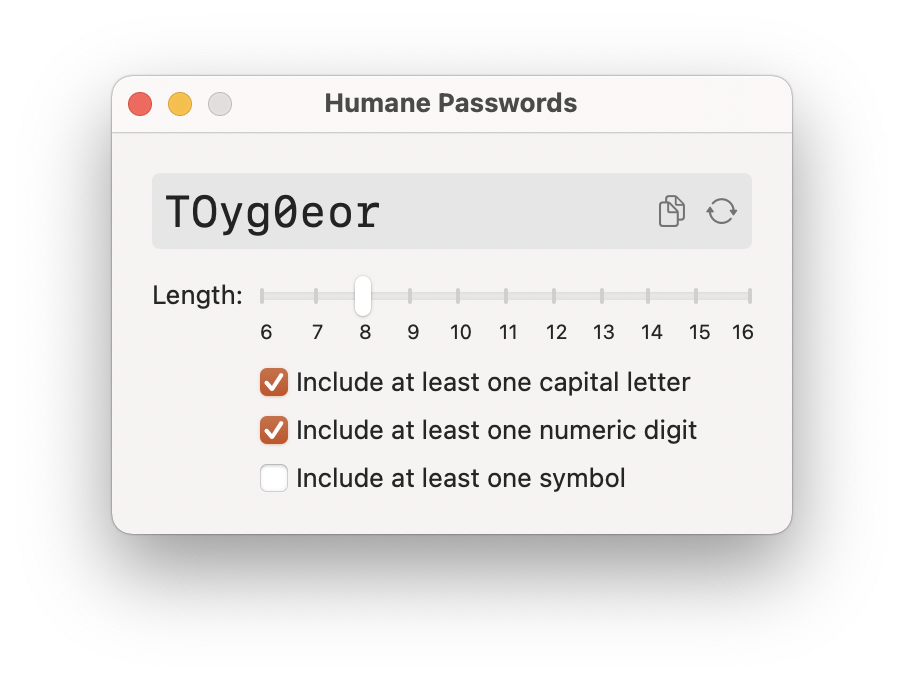 Humane Passwords
TOyg0eor
Length:
6 7 8 9 10 11 12 13 14 15 16
Include at least one capital letter
Include at least one numeric digit
Include at least one symbol